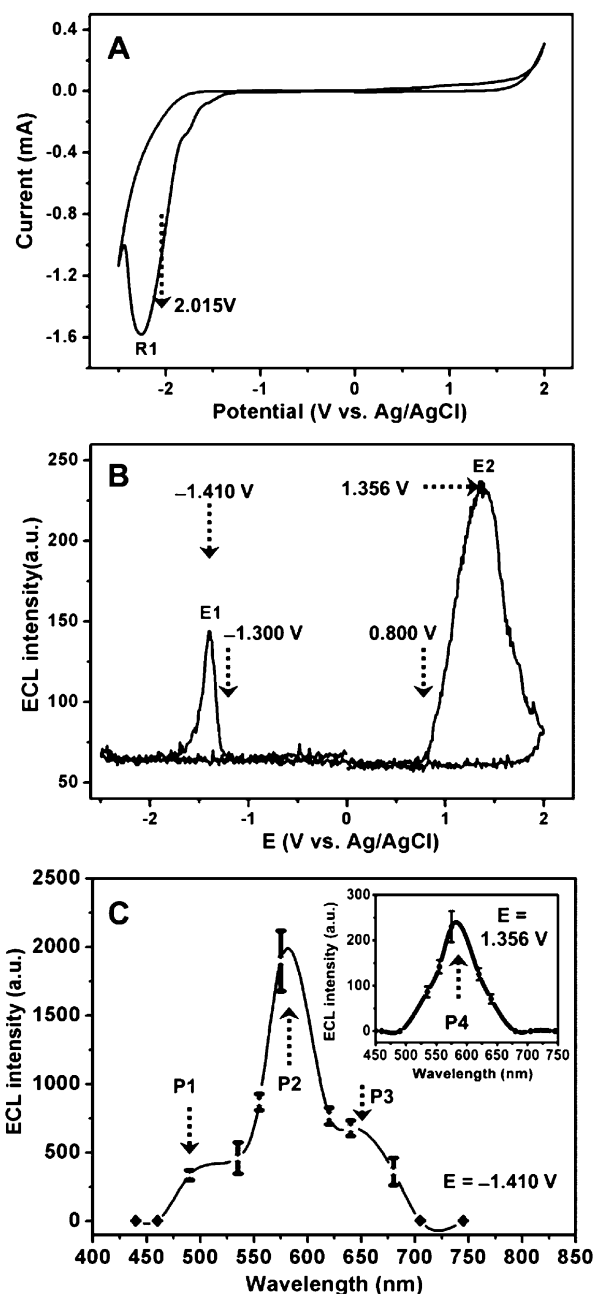 A
0.4
0.0
-0.4
-0.8
-1.2
-1.6
Current (mA)
2.015V
R1
-2
-1
0
1
2
Potential (V vs. Ag/AgCl)
B
250
200
150
100
50
ECL intensity(a.u.)
E2
–1.410 V
1.356 V
E1
–1.300 V
0.800 V
-2
-1
0
1
2
E (V vs. Ag/AgCl)
C
2500
2000
1500
1000
500
0
ECL intensity (a.u.)
P1
P2
P3
E = –1.410 V
400
450
500
550
600
650
700
750
800
850
Wavelength (nm)
300
200
100
0
ECL intensity (a.u.)
E =
1.356 V
P4
450
500
550
600
650
700
750
Wavelength (nm)